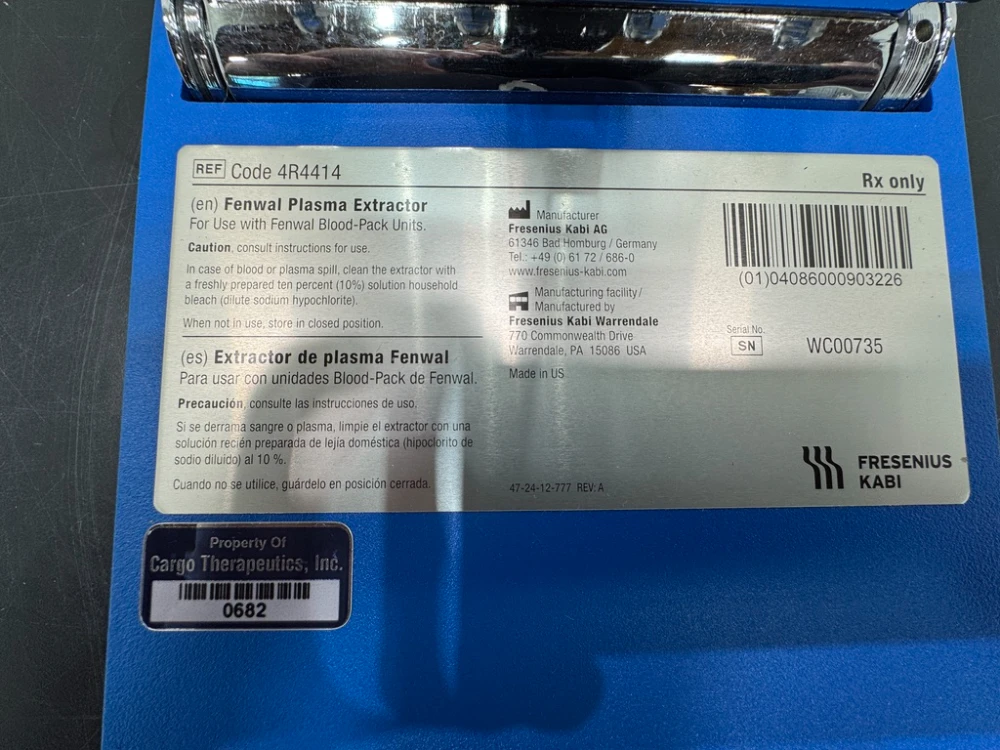 REF Code 4R4414
Rx only
(en) Fenwal Plasma Extractor
For Use with Fenwal Blood-Pack Units.
Caution, consult instructions for use.
In case of blood or plasma spill, clean the extractor with
a freshly prepared ten percent (10%) solution household
bleach (dilute sodium hypochlorite).
When not in use, store in closed position.
(es) Extractor de plasma Fenwal
Para usar con unidades Blood-Pack de Fenwal.
Precaución, consulte las instrucciones de uso.
Si se derrama sangre o plasma, limpie el extractor con una
solución recién preparada de lejía doméstica (hipoclorito de
sodio diluido) al 10 %.
Cuando no se utilice, guárdelo en posición cerrada.
Manufacturer
Fresenius Kabi AG
61346 Bad Homburg / Germany
Tel.: +49 (0) 61 72 / 686-0
www.fresenius-kabi.com
Manufacturing facility/
Manufactured by
Fresenius Kabi Warrendale
770 Commonwealth Drive
Warrendale, PA 15086 USA
Made in US
47-24-12-777 REV: A
(01)04086000903226
Serial No.
SN WC00735
FRESENIUS
KABI
Property Of
Cargo Therapeutics, Inc.
0682